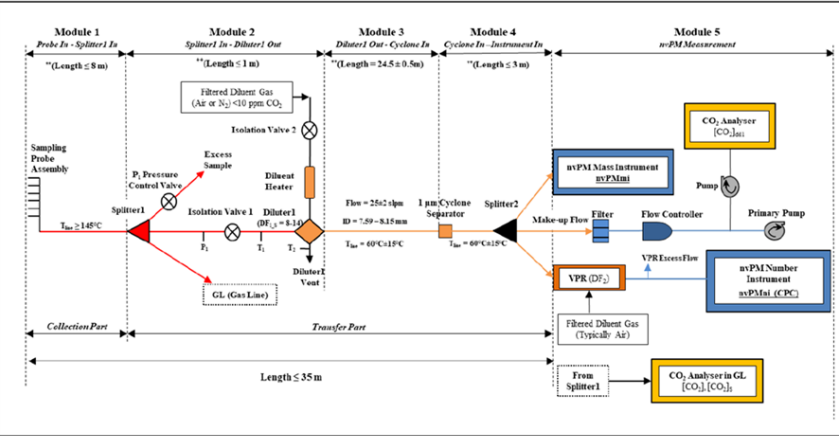 Module 1
Probe In - Splitter1 In
**(Length ≤ 8 m)
Module 2
Splitter1 In - Diluter1 Out
**(Length ≤ 1 m)
Module 3
Diluter1 Out - Cyclone In
**(Length = 24.5 ± 0.5m)
Module 4
Cyclone In –Instrument In
**(Length ≤ 3 m)
Module 5
nvPM Measurement
Filtered Diluent Gas
(Air or N₂) <10 ppm CO₂
Isolation Valve 2
Sampling
Probe
Assembly
P₁ Pressure
Control Valve
Excess
Sample
Diluent
Heater
Splitter1
Isolation Valve 1
Diluter1
(DF₁_S = 8-14)
Tline ≥ 145°C
P₁
T₁
T₂
Diluter1
Vent
GL (Gas Line)
Flow = 25±2 slpm
ID = 7.59 – 8.15 mm
Tline = 60°C±15°C
1 µm Cyclone
Separator
Tline = 60°C±15°C
Splitter2
CO₂ Analyser
nvPM Mass Instrument
nvPMmi
Pump
Make-up Flow
Filter
Flow Controller
Primary Pump
VPR Excess Flow
VPR (DF₂)
nvPM Number
Instrument
nvPMni (CPC)
Filtered Diluent Gas
(Typically Air)
Collection Part
Transfer Part
Length ≤ 35 m
From
Splitter1
CO₂ Analyser in GL
[CO₂], [CO₂]S